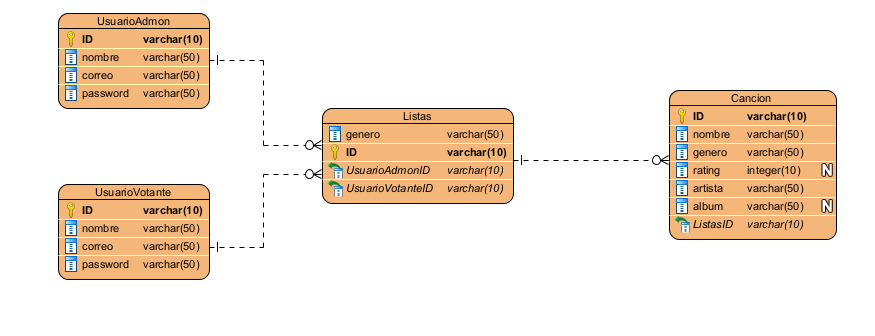 UsuarioAdmon
ID varchar(10)
nombre varchar(50)
correo varchar(50)
password varchar(50)
UsuarioVotante
ID varchar(10)
nombre varchar(50)
correo varchar(50)
password varchar(50)
Listas
genero varchar(50)
ID varchar(10)
UsuarioAdmonID varchar(10)
UsuarioVotanteID varchar(10)
Cancion
ID varchar(10)
nombre varchar(50)
genero varchar(50)
rating integer(10) N
artista varchar(50)
album varchar(50) N
ListasID varchar(10)